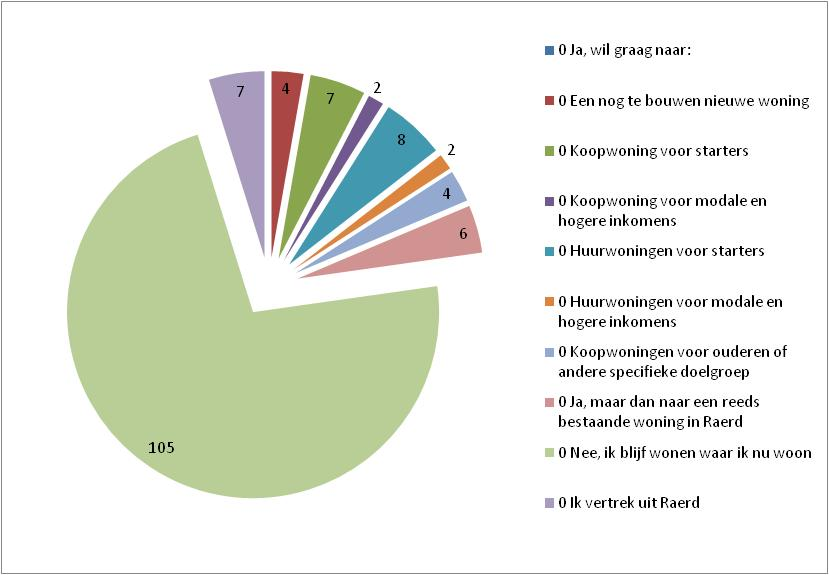 7
4
7
2
8
2
4
6
105
0 Ja, wil graag naar:
0 Een nog te bouwen nieuwe woning
0 Koopwoning voor starters
0 Koopwoning voor modale en
hogere inkomens
0 Huurwoningen voor starters
0 Huurwoningen voor modale en
hogere inkomens
0 Koopwoningen voor ouderen of
andere specifieke doelgroep
0 Ja, maar dan naar een reeds
bestaande woning in Raerd
0 Nee, ik blijf wonen waar ik nu woon
0 Ik vertrek uit Raerd